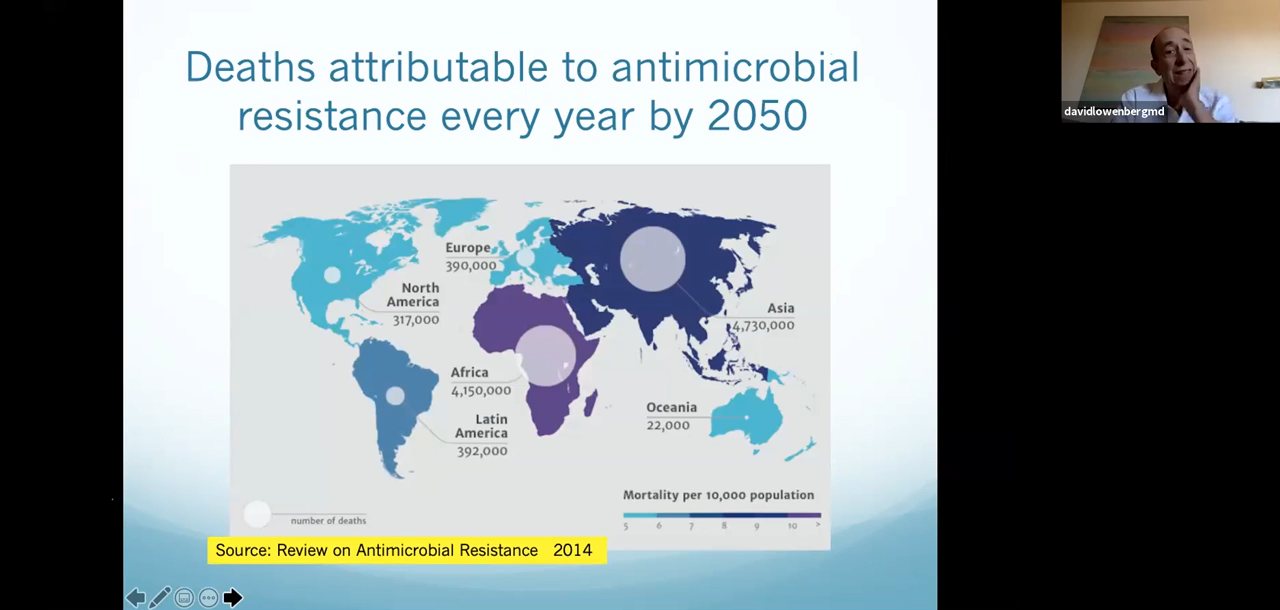 Deaths attributable to antimicrobial
resistance every year by 2050
davidlowenbergmd
Europe
390,000
North
America
317,000
Asia
4,730,000
Africa
4,150,000
Latin
America
392,000
Oceania
22,000
Mortality per 10,000 population
5 6 7 8 9 10 >
number of deaths
Source: Review on Antimicrobial Resistance 2014